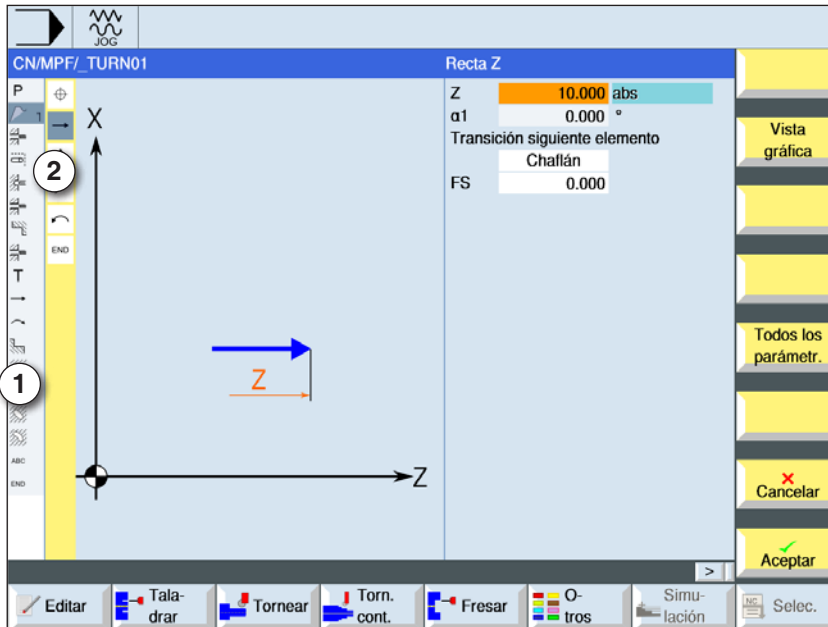 JOG
CN/MPF/_TURN01
Recta Z
P
1
2
END
T
1
ABC
END
X
Z
Z
Z 10.000 abs
α1 0.000 °
Transición siguiente elemento
Chaflán
FS 0.000
Vista
gráfica
Todos los
parámetr.
Cancelar
Aceptar
>
Editar
Tala-
drar
Tornear
Torn.
cont.
Fresar
O-
tros
Simu-
lación
NC
Selec.